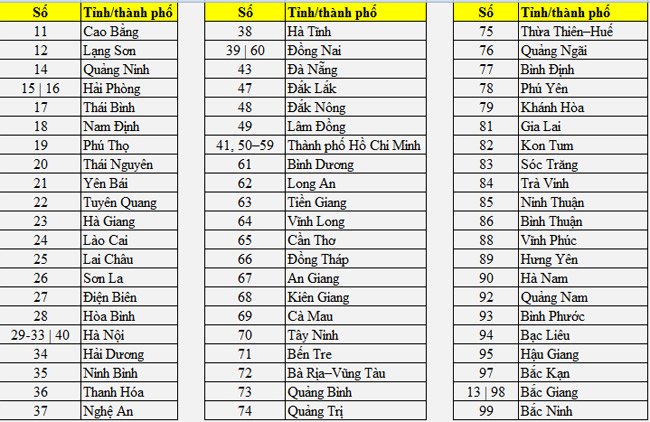 Số Tỉnh/thành phố
11 Cao Bằng
12 Lạng Sơn
14 Quảng Ninh
15 | 16 Hải Phòng
17 Thái Bình
18 Nam Định
19 Phú Thọ
20 Thái Nguyên
21 Yên Bái
22 Tuyên Quang
23 Hà Giang
24 Lào Cai
25 Lai Châu
26 Sơn La
27 Điện Biên
28 Hòa Bình
29-33 | 40 Hà Nội
34 Hải Dương
35 Ninh Bình
36 Thanh Hóa
37 Nghệ An
Số Tỉnh/thành phố
38 Hà Tĩnh
39 | 60 Đồng Nai
43 Đà Nẵng
47 Đắk Lắk
48 Đắk Nông
49 Lâm Đồng
41, 50–59 Thành phố Hồ Chí Minh
61 Bình Dương
62 Long An
63 Tiền Giang
64 Vĩnh Long
65 Cần Thơ
66 Đồng Tháp
67 An Giang
68 Kiên Giang
69 Cà Mau
70 Tây Ninh
71 Bến Tre
72 Bà Rịa–Vũng Tàu
73 Quảng Bình
74 Quảng Trị
Số Tỉnh/thành phố
75 Thừa Thiên–Huế
76 Quảng Ngãi
77 Bình Định
78 Phú Yên
79 Khánh Hòa
81 Gia Lai
82 Kon Tum
83 Sóc Trăng
84 Trà Vinh
85 Ninh Thuận
86 Bình Thuận
88 Vĩnh Phúc
89 Hưng Yên
90 Hà Nam
92 Quảng Nam
93 Bình Phước
94 Bạc Liêu
95 Hậu Giang
97 Bắc Kạn
13 | 98 Bắc Giang
99 Bắc Ninh